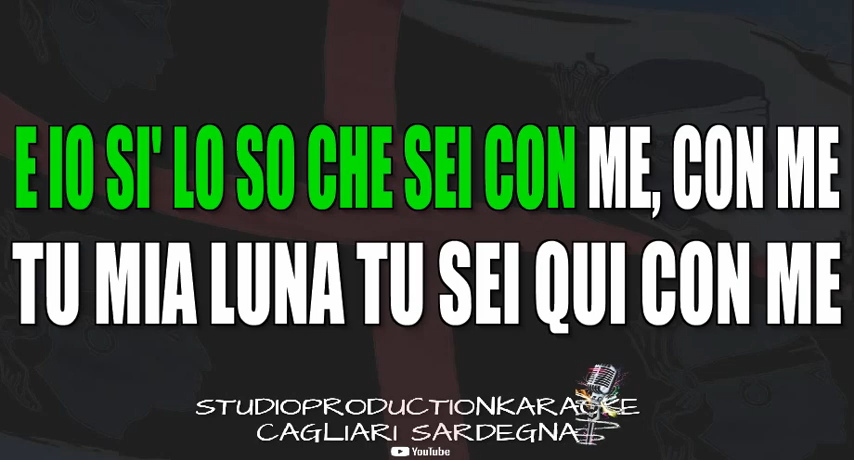 E IO SI' LO SO CHE SEI CON ME, CON ME
TU MIA LUNA TU SEI QUI CON ME
STUDIOPRODUCTIONKARAOKE
CAGLIARI SARDEGNA
YouTube